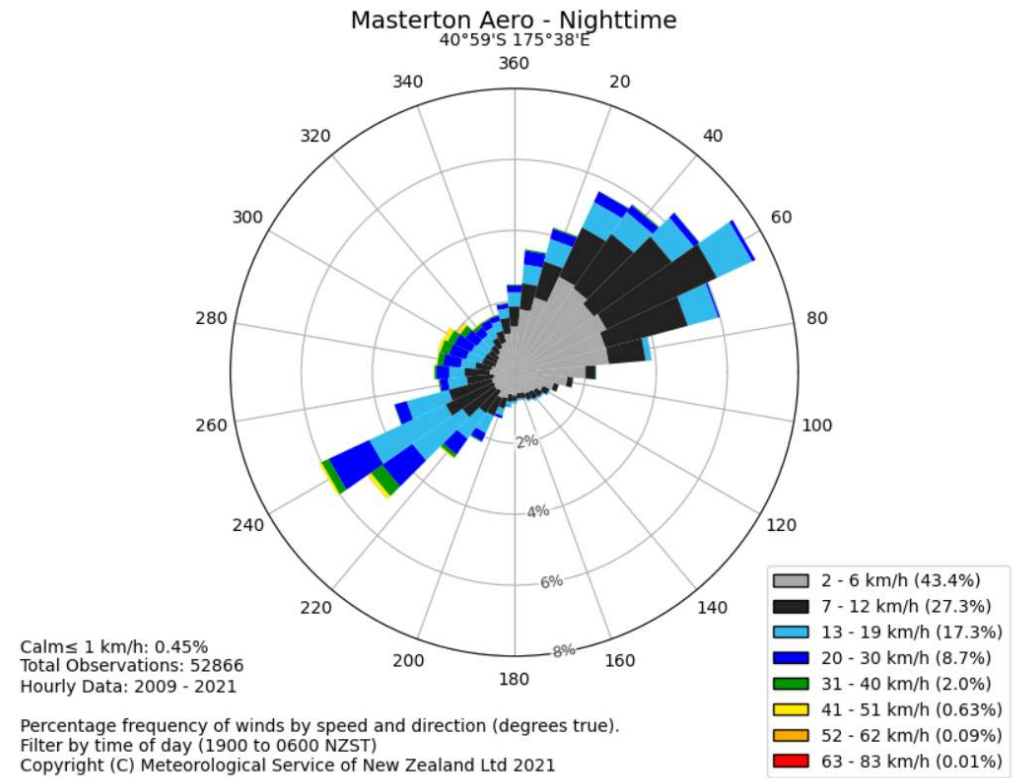 Masterton Aero - Nighttime
40°59'S 175°38'E
360
340
20
320
40
300
60
280
80
260
100
240
120
220
140
200
160
180
2%
4%
6%
8%
2 - 6 km/h (43.4%)
7 - 12 km/h (27.3%)
13 - 19 km/h (17.3%)
20 - 30 km/h (8.7%)
31 - 40 km/h (2.0%)
41 - 51 km/h (0.63%)
52 - 62 km/h (0.09%)
63 - 83 km/h (0.01%)
Calm≤ 1 km/h: 0.45%
Total Observations: 52866
Hourly Data: 2009 - 2021
Percentage frequency of winds by speed and direction (degrees true).
Filter by time of day (1900 to 0600 NZST)
Copyright (C) Meteorological Service of New Zealand Ltd 2021